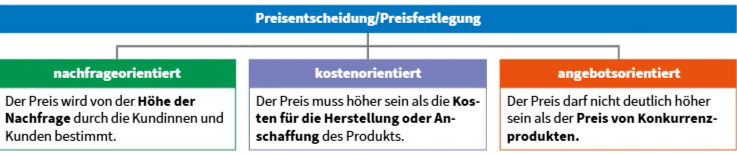 Preisentscheidung/Preisfestlegung
nachfrageorientiert
Der Preis wird von der Höhe der
Nachfrage durch die Kundinnen und
Kunden bestimmt.
kostenorientiert
Der Preis muss höher sein als die Kos-
ten für die Herstellung oder An-
schaffung des Produkts.
angebotsorientiert
Der Preis darf nicht deutlich höher
sein als der Preis von Konkurrenz-
produkten.